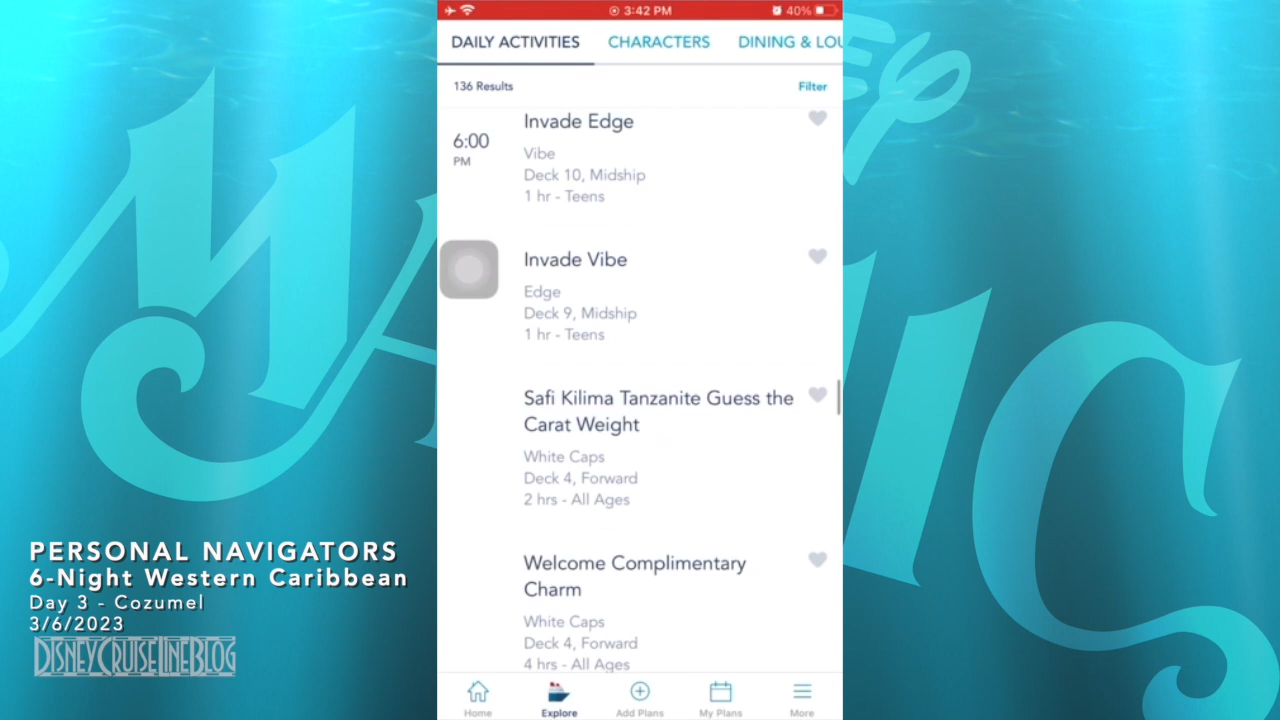 3:42 PM
40%
DAILY ACTIVITIES
CHARACTERS
DINING & LOU
136 Results
Filter
6:00
PM
Invade Edge
Vibe
Deck 10, Midship
1 hr - Teens
Invade Vibe
Edge
Deck 9, Midship
1 hr - Teens
Safi Kilima Tanzanite Guess the
Carat Weight
White Caps
Deck 4, Forward
2 hrs - All Ages
Welcome Complimentary
Charm
White Caps
Deck 4, Forward
4 hrs - All Ages
Home
Explore
Add Plans
My Plans
More
PERSONAL NAVIGATORS
6-Night Western Caribbean
Day 3 - Cozumel
3/6/2023
DISNEYCRUISELINEBLOG